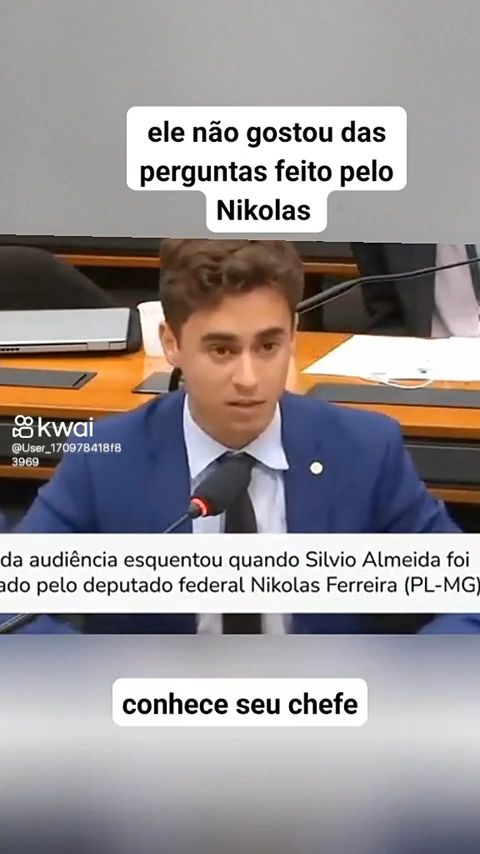 ele não gostou das
perguntas feito pelo
Nikolas
kwai
@User_170978418f8
3969
da audiência esquentou quando Silvio Almeida foi
ado pelo deputado federal Nikolas Ferreira (PL-MG)
conhece seu chefe